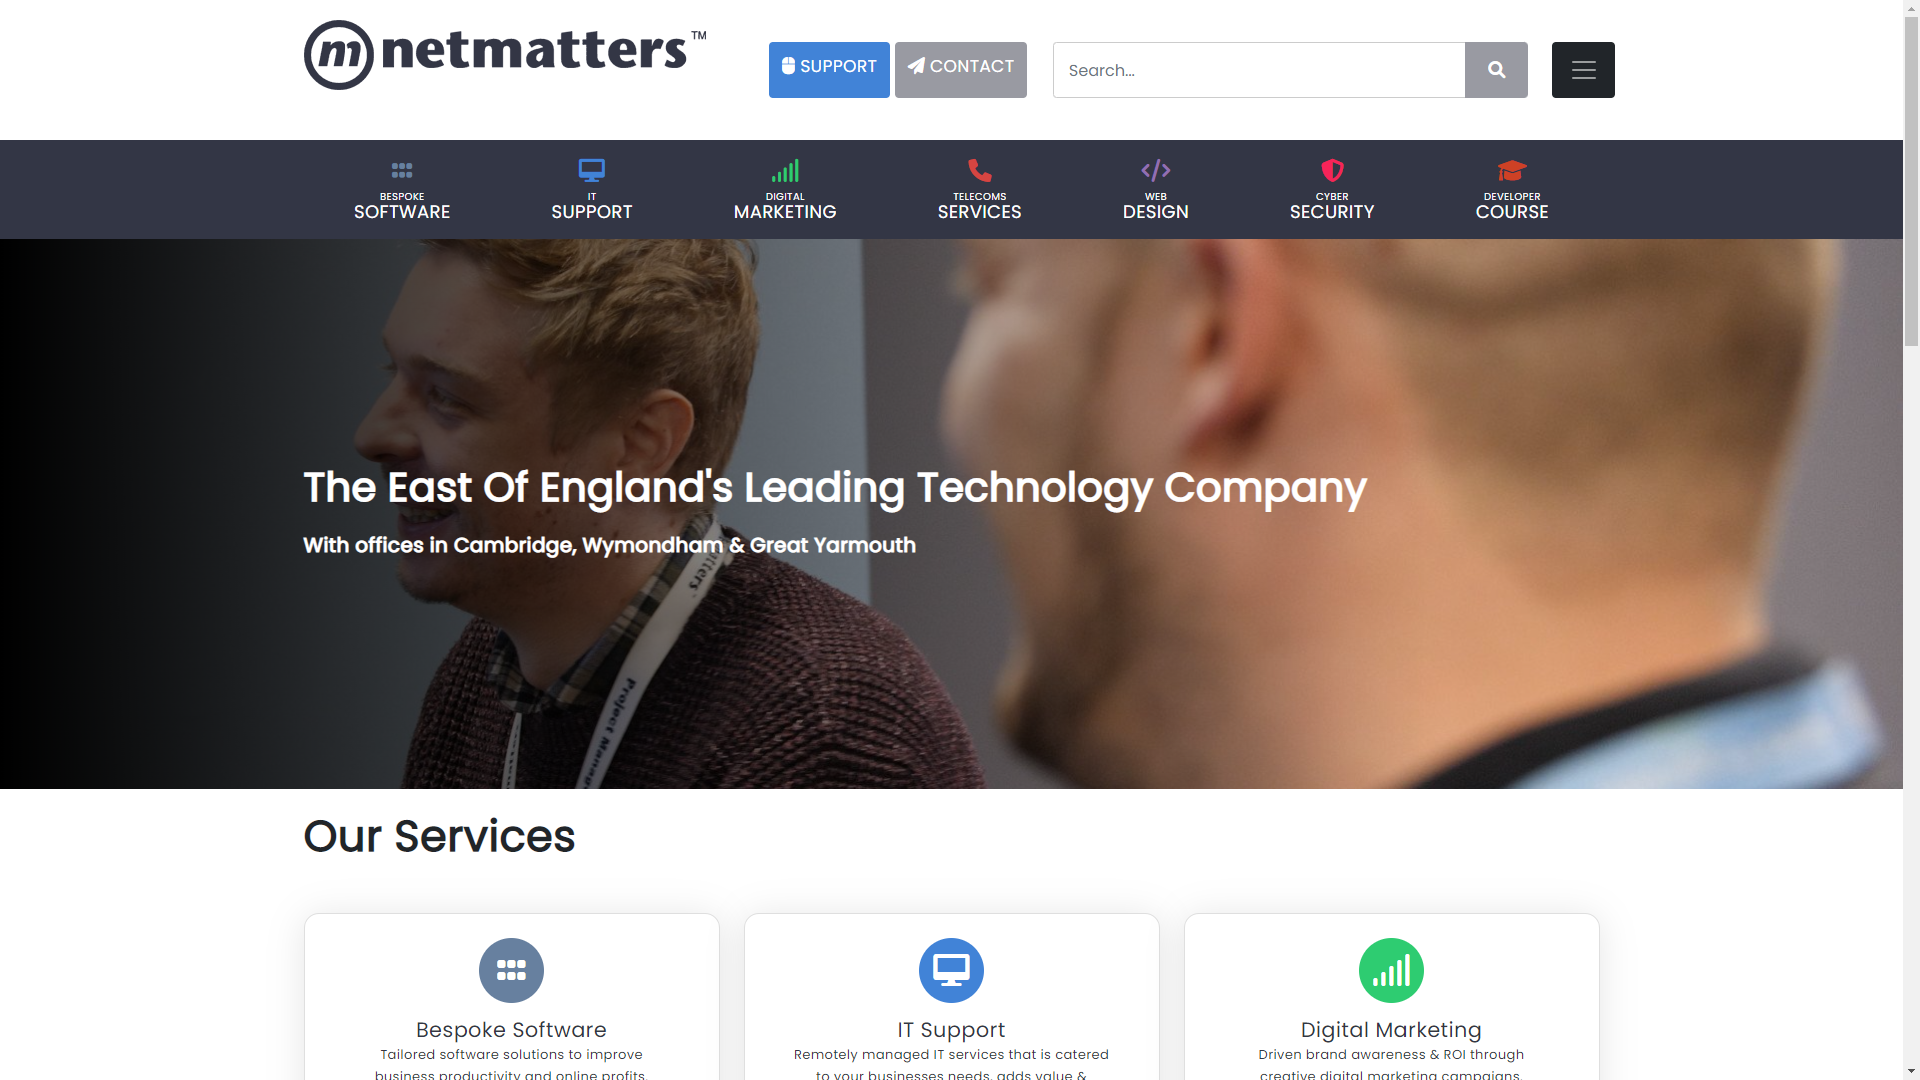 netmatters™
SUPPORT
CONTACT
Search...
BESPOKE
SOFTWARE
IT
SUPPORT
DIGITAL
MARKETING
TELECOMS
SERVICES
WEB
DESIGN
CYBER
SECURITY
DEVELOPER
COURSE
The East Of England's Leading Technology Company
With offices in Cambridge, Wymondham & Great Yarmouth
Project Manag
Our Services
Bespoke Software
Tailored software solutions to improve
business productivity and online profits.
IT Support
Remotely managed IT services that is catered
to your businesses needs, adds value &
Digital Marketing
Driven brand awareness & ROI through
creative digital marketing campaigns.